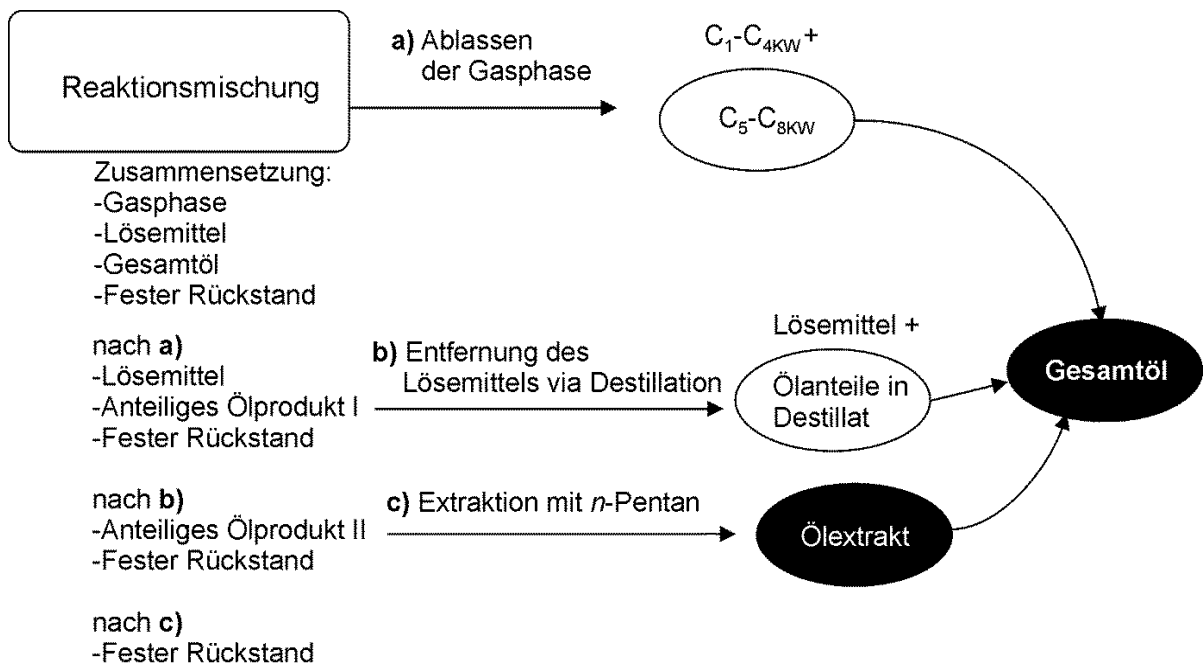 Reaktionsmischung
a) Ablassen
der Gasphase
C₁-C₄KW +
C₅-C₈KW
Zusammensetzung:
-Gasphase
-Lösemittel
-Gesamtöl
-Fester Rückstand
nach a)
-Lösemittel
-Anteiliges Ölprodukt I
-Fester Rückstand
b) Entfernung des
Lösemittels via Destillation
Lösemittel +
Ölanteile in
Destillat
Gesamtöl
nach b)
-Anteiliges Ölprodukt II
-Fester Rückstand
c) Extraktion mit n-Pentan
Ölextrakt
nach c)
-Fester Rückstand